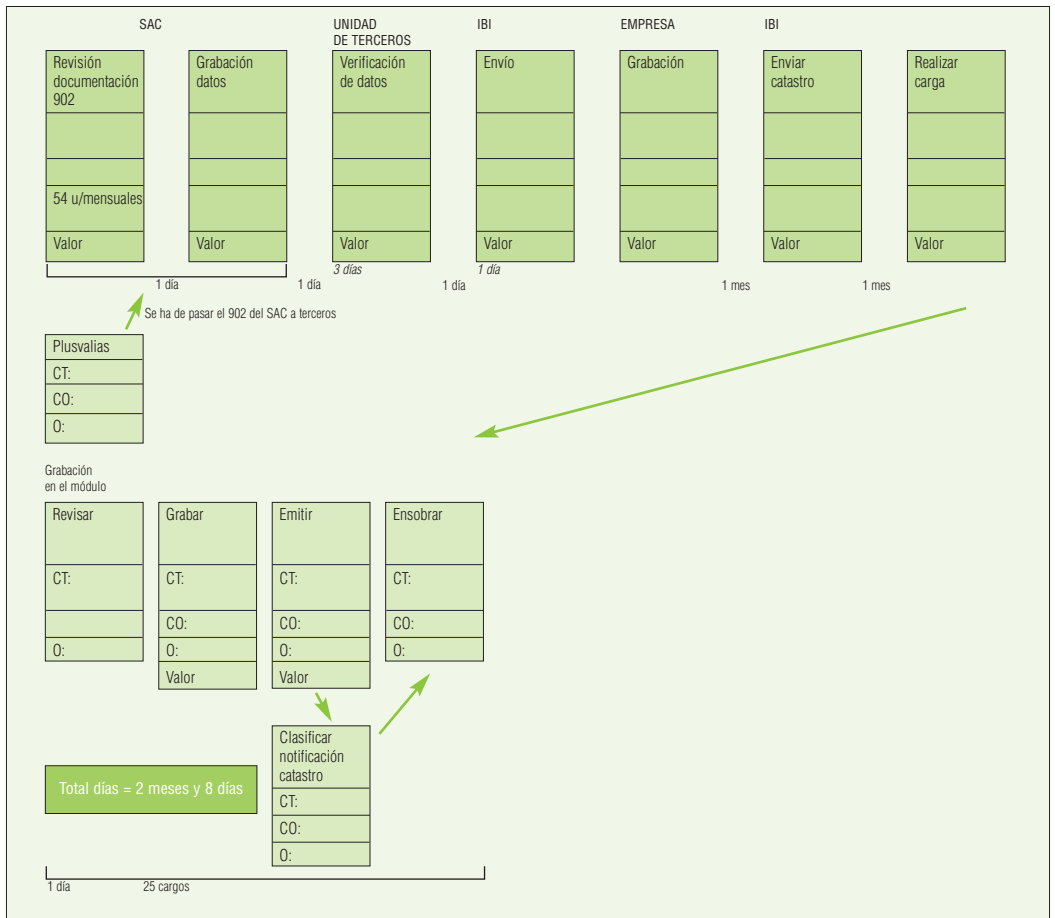 SAC
UNIDAD
DE TERCEROS
IBI
EMPRESA
IBI
Revisión
documentación
902
54 u/mensuales
Valor
Grabación
datos
Valor
Verificación
de datos
Valor
Envío
Valor
Grabación
Valor
Enviar
catastro
Valor
Realizar
carga
Valor
1 día
1 día
3 días
1 día
1 día
1 mes
1 mes
Se ha de pasar el 902 del SAC a terceros
Plusvalias
CT:
CO:
O:
Grabación
en el módulo
Revisar
CT:
O:
Grabar
CT:
CO:
O:
Valor
Emitir
CT:
CO:
O:
Valor
Ensobrar
CT:
CO:
O:
Clasificar
notificación
catastro
CT:
CO:
O:
Total días = 2 meses y 8 días
1 día
25 cargos